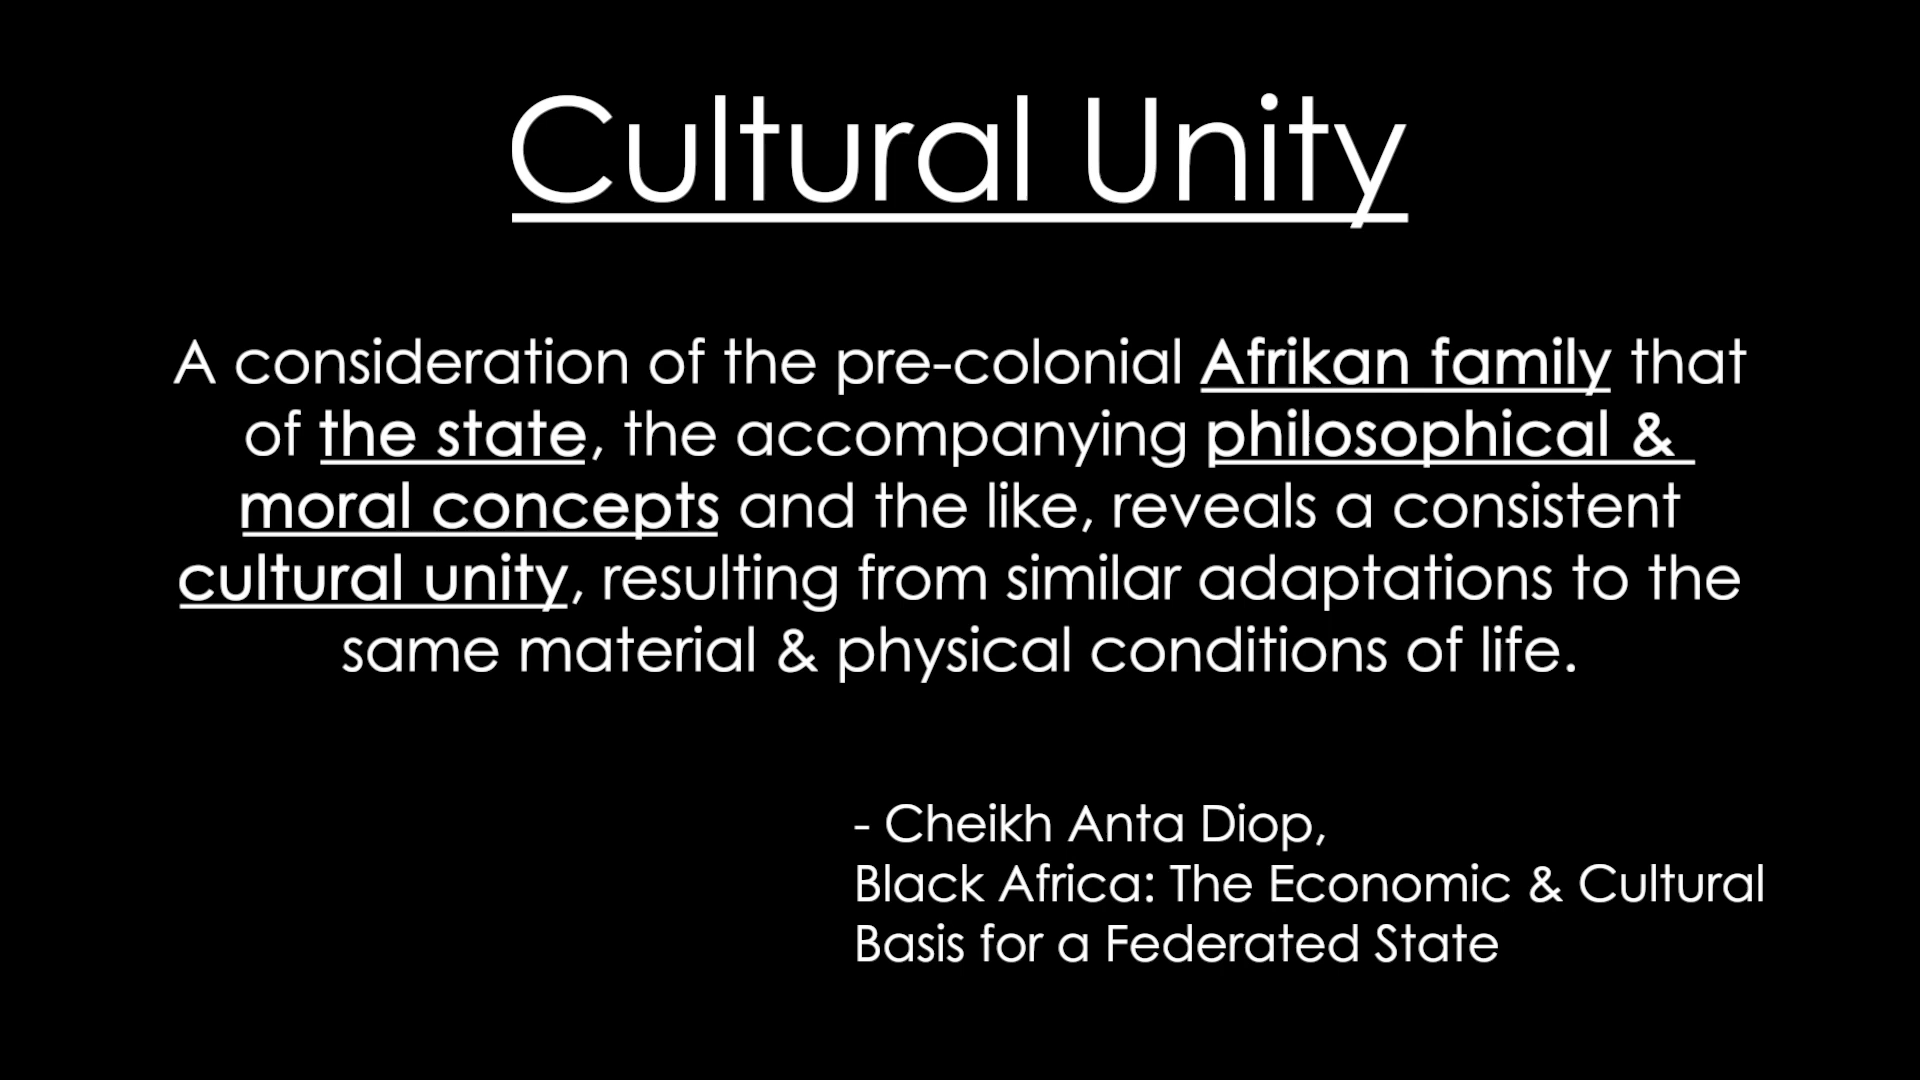 Cultural Unity
A consideration of the pre-colonial Afrikan family that
of the state, the accompanying philosophical &
moral concepts and the like, reveals a consistent
cultural unity, resulting from similar adaptations to the
same material & physical conditions of life.
- Cheikh Anta Diop,
Black Africa: The Economic & Cultural
Basis for a Federated State